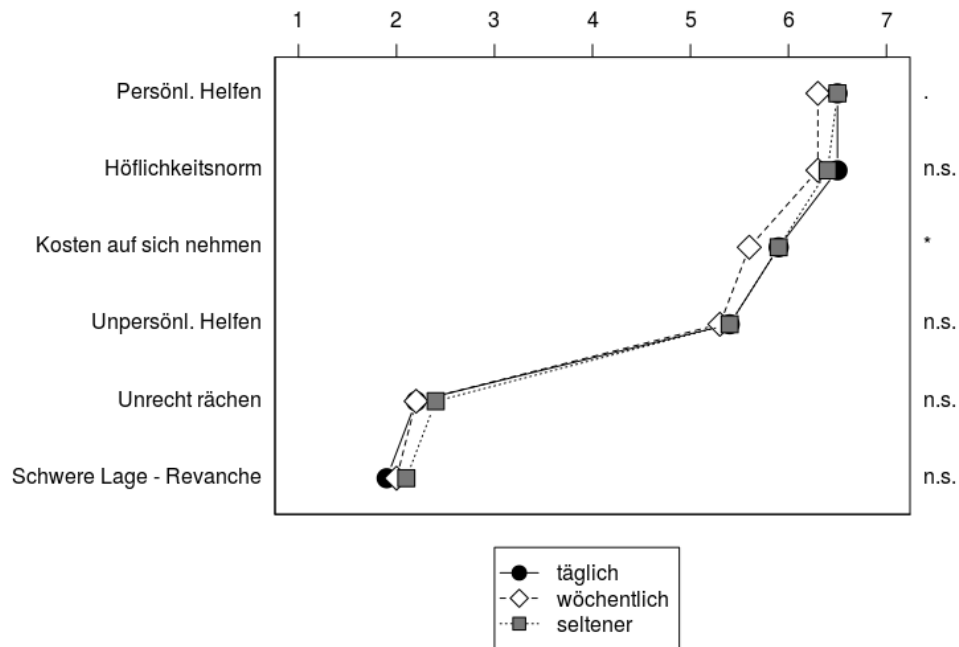 1 2 3 4 5 6 7
Persönl. Helfen .
Höflichkeitsnorm n.s.
Kosten auf sich nehmen *
Unpersönl. Helfen n.s.
Unrecht rächen n.s.
Schwere Lage - Revanche n.s.
täglich
wöchentlich
seltener